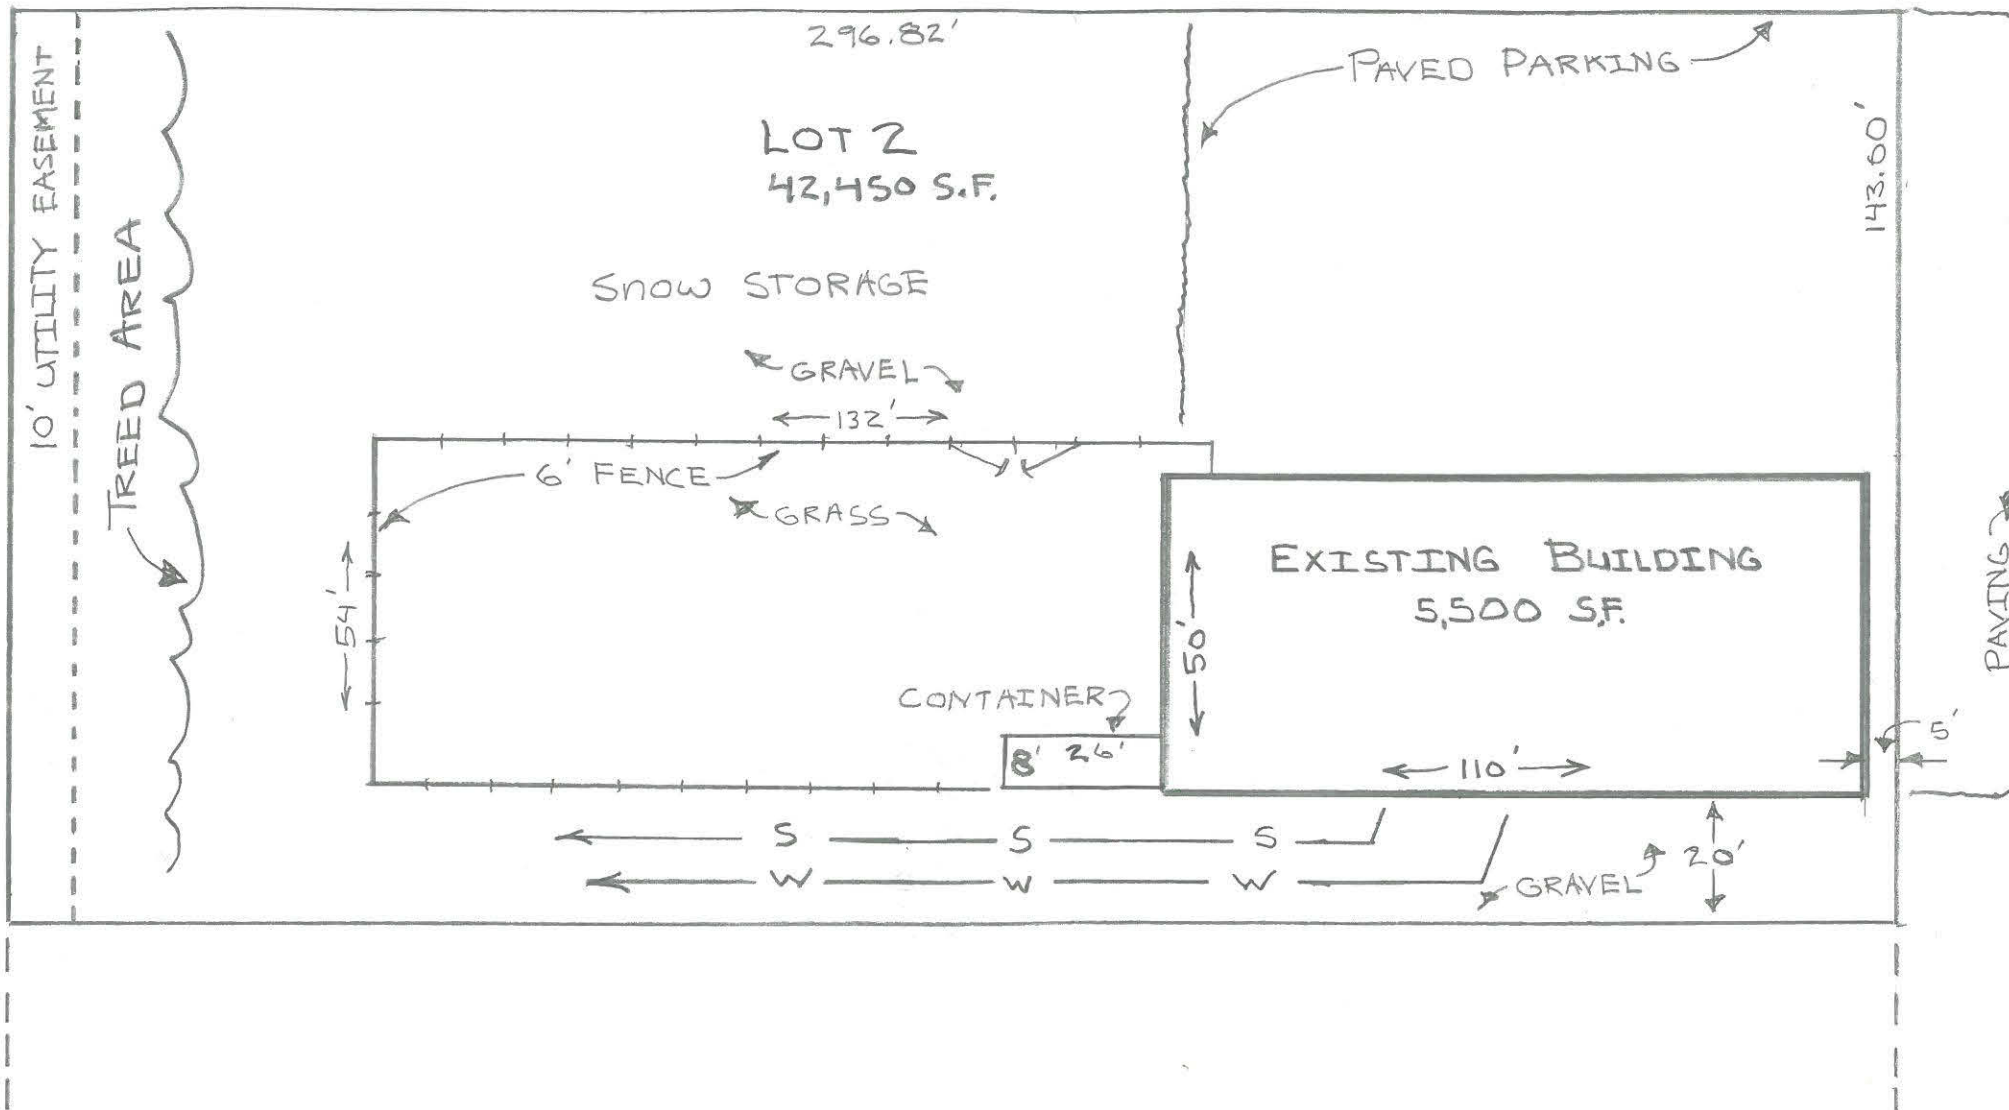 296.82'
PAVED PARKING
10' UTILITY EASEMENT
LOT 2
42,450 S.F.
143.60'
TREED AREA
SNOW STORAGE
GRAVEL
132'
6' FENCE
GRASS
54'
EXISTING BUILDING
5,500 S.F.
50'
PAVING
CONTAINER
8' 26'
110'
5'
S S S
W W W
GRAVEL
20'